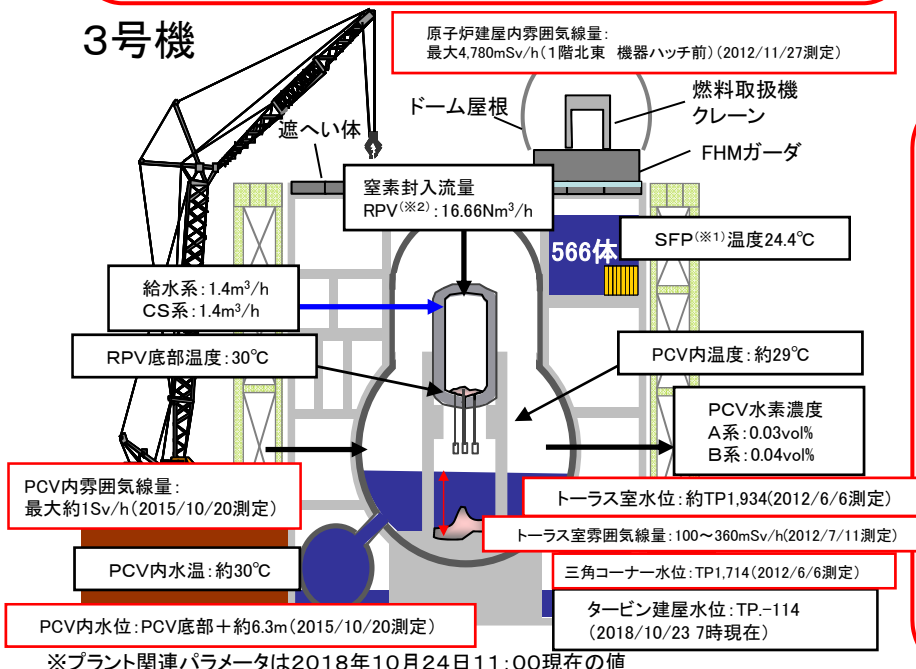 3号機
原子炉建屋内雰囲気線量:
最大4,780mSv/h(1階北東 機器ハッチ前)(2012/11/27測定)
ドーム屋根
燃料取扱機
クレーン
遮へい体
FHMガーダ
窒素封入流量
RPV(※2):16.66Nm³/h
566体
SFP(※1)温度24.4℃
給水系:1.4m³/h
CS系:1.4m³/h
RPV底部温度:30℃
PCV内温度:約29℃
PCV水素濃度
A系:0.03vol%
B系:0.04vol%
PCV内雰囲気線量:
最大約1Sv/h(2015/10/20測定)
トーラス室水位:約TP1,934(2012/6/6測定)
トーラス室雰囲気線量:100～360mSv/h(2012/7/11測定)
PCV内水温:約30℃
三角コーナー水位:TP1,714(2012/6/6測定)
PCV内水位:PCV底部+約6.3m(2015/10/20測定)
タービン建屋水位:TP.-114
(2018/10/23 7時現在)
※プラント関連パラメータは2018年10月24日11:00現在の値